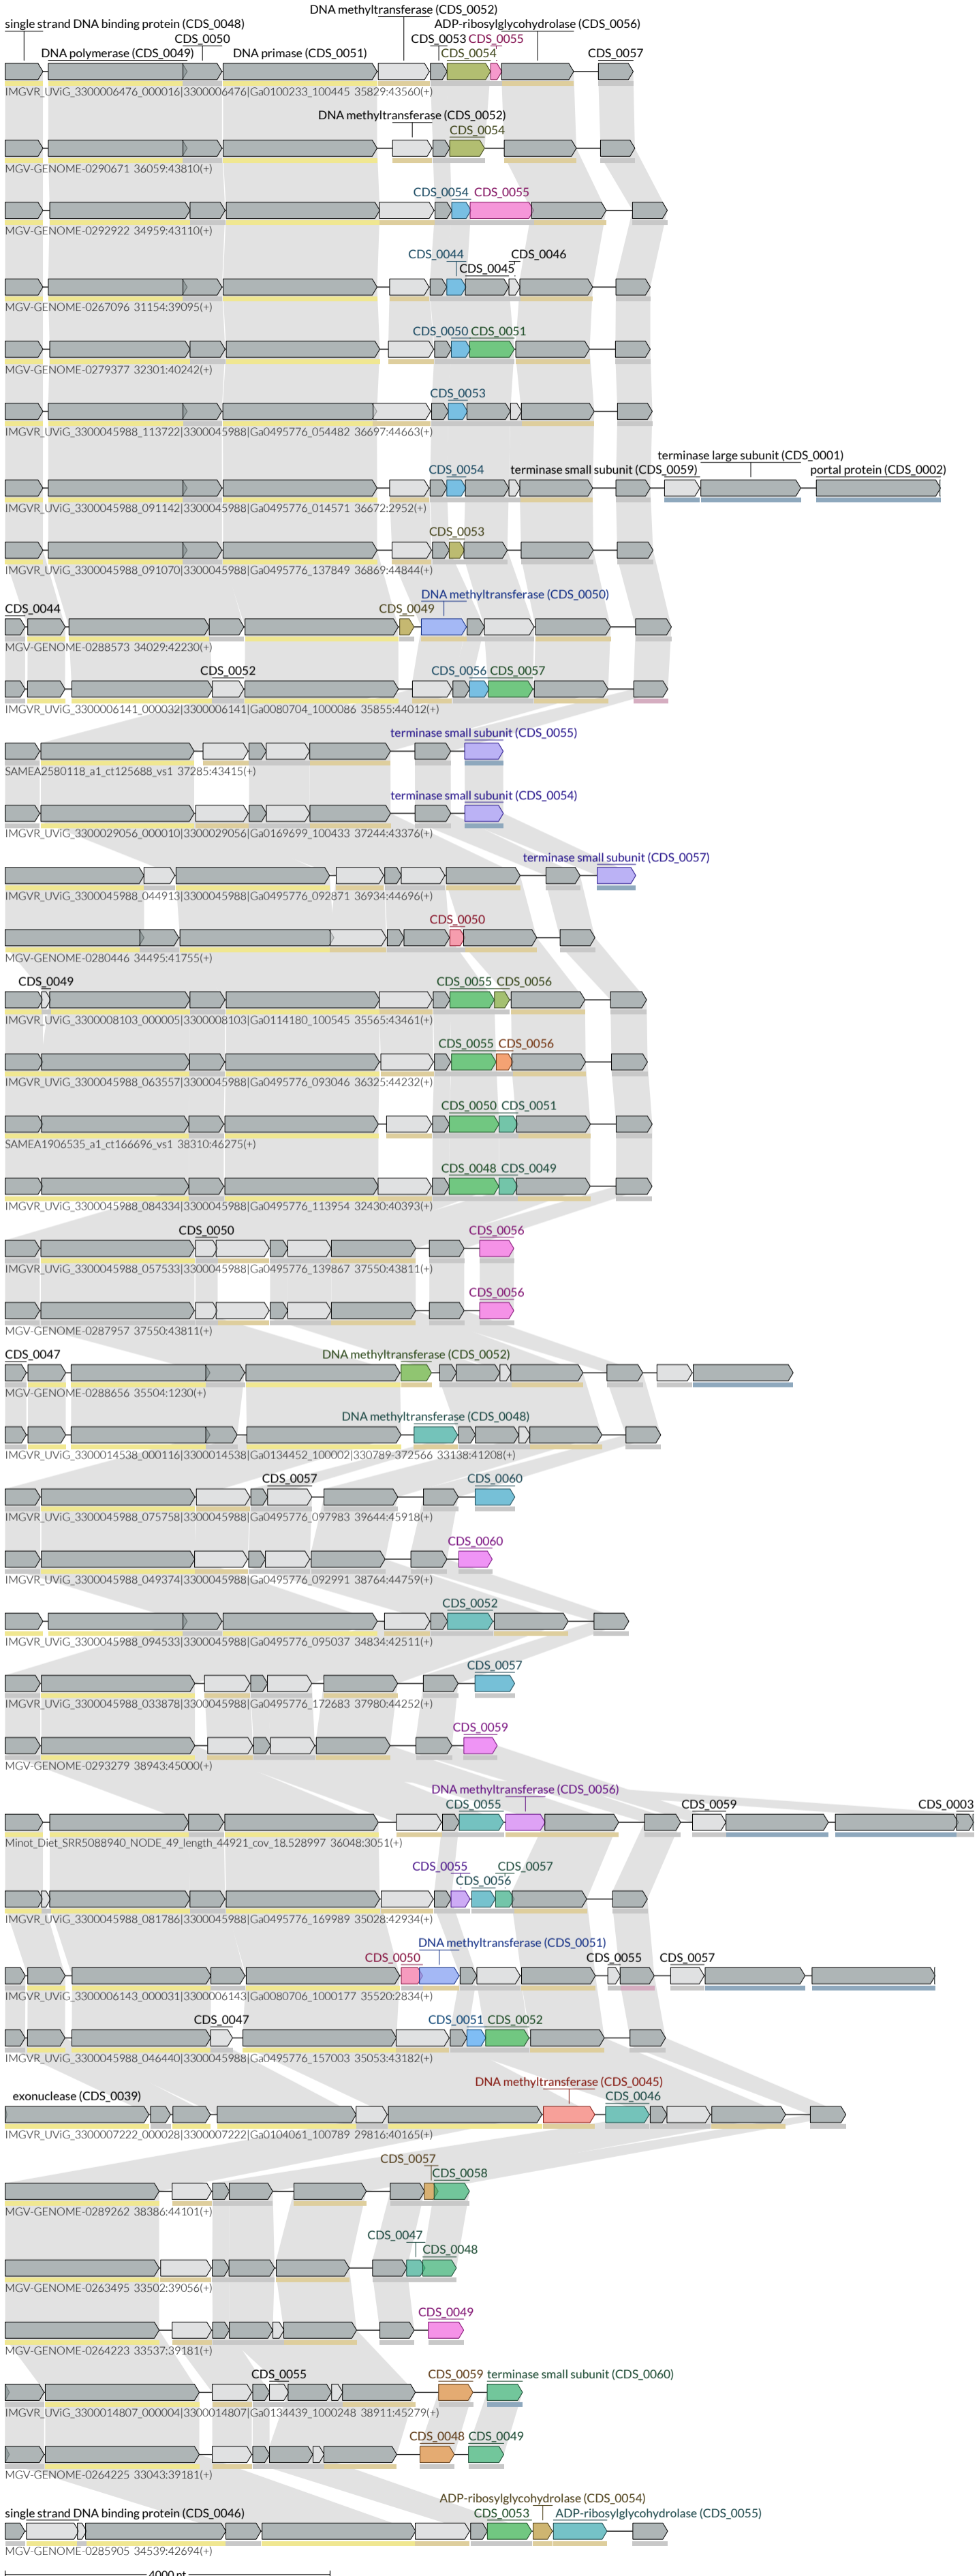 DNA methyltransferase (CDS_0052)
single strand DNA binding protein (CDS_0048) ADP-ribosylglycohydrolase (CDS_0056)
CDS_0050 CDS_0053 CDS_0055
DNA polymerase (CDS_0049) DNA primase (CDS_0051) CDS_0054 CDS_0057
IMGVR_UViG_3300006476_000016|3300006476|Ga0100233_100445 35829:43560(+)
DNA methyltransferase (CDS_0052)
CDS_0054
MGV-GENOME-0290671 36059:43810(+)
CDS_0054 CDS_0055
MGV-GENOME-0292922 34959:43110(+)
CDS_0044 CDS_0046
CDS_0045
MGV-GENOME-0267096 31154:39095(+)
CDS_0050 CDS_0051
MGV-GENOME-0279377 32301:40242(+)
CDS_0053
IMGVR_UViG_3300045988_113722|3300045988|Ga0495776_054482 36697:44663(+)
terminase large subunit (CDS_0001)
CDS_0054 terminase small subunit (CDS_0059) portal protein (CDS_0002)
IMGVR_UViG_3300045988_091142|3300045988|Ga0495776_014571 36672:2952(+)
CDS_0053
IMGVR_UViG_3300045988_091070|3300045988|Ga0495776_137849 36869:44844(+)
DNA methyltransferase (CDS_0050)
CDS_0044 CDS_0049
MGV-GENOME-0288573 34029:42230(+)
CDS_0052 CDS_0056 CDS_0057
IMGVR_UViG_3300006141_000032|3300006141|Ga0080704_1000086 35855:44012(+)
terminase small subunit (CDS_0055)
SAMEA2580118_a1_ct125688_vs1 37285:43415(+)
terminase small subunit (CDS_0054)
IMGVR_UViG_3300029056_000010|3300029056|Ga0169699_100433 37244:43376(+)
terminase small subunit (CDS_0057)
IMGVR_UViG_3300045988_044913|3300045988|Ga0495776_092871 36934:44696(+)
CDS_0050
MGV-GENOME-0280446 34495:41755(+)
CDS_0049 CDS_0055 CDS_0056
IMGVR_UViG_3300008103_000005|3300008103|Ga0114180_100545 35565:43461(+)
CDS_0055 CDS_0056
IMGVR_UViG_3300045988_063557|3300045988|Ga0495776_093046 36325:44232(+)
CDS_0050 CDS_0051
SAMEA1906535_a1_ct166696_vs1 38310:46275(+)
CDS_0048 CDS_0049
IMGVR_UViG_3300045988_084334|3300045988|Ga0495776_113954 32430:40393(+)
CDS_0050 CDS_0056
IMGVR_UViG_3300045988_057533|3300045988|Ga0495776_139867 37550:43811(+)
CDS_0056
MGV-GENOME-0287957 37550:43811(+)
CDS_0047 DNA methyltransferase (CDS_0052)
MGV-GENOME-0288656 35504:1230(+)
DNA methyltransferase (CDS_0048)
IMGVR_UViG_3300014538_000116|3300014538|Ga0134452_100002|330789-372566 33138:41208(+)
CDS_0057 CDS_0060
IMGVR_UViG_3300045988_075758|3300045988|Ga0495776_097983 39644:45918(+)
CDS_0060
IMGVR_UViG_3300045988_049374|3300045988|Ga0495776_092991 38764:44759(+)
CDS_0052
IMGVR_UViG_3300045988_094533|3300045988|Ga0495776_095037 34834:42511(+)
CDS_0057
IMGVR_UViG_3300045988_033878|3300045988|Ga0495776_172683 37980:44252(+)
CDS_0059
MGV-GENOME-0293279 38943:45000(+)
DNA methyltransferase (CDS_0056)
CDS_0055 CDS_0059 CDS_0003
Minot_Diet_SRR5088940_NODE_49_length_44921_cov_18.528997 36048:3051(+)
CDS_0055 CDS_0057
CDS_0056
IMGVR_UViG_3300045988_081786|3300045988|Ga0495776_169989 35028:42934(+)
DNA methyltransferase (CDS_0051)
CDS_0050 CDS_0055 CDS_0057
IMGVR_UViG_3300006143_000031|3300006143|Ga0080706_1000177 35520:2834(+)
CDS_0047 CDS_0051 CDS_0052
IMGVR_UViG_3300045988_046440|3300045988|Ga0495776_157003 35053:43182(+)
DNA methyltransferase (CDS_0045)
exonuclease (CDS_0039) CDS_0046
IMGVR_UViG_3300007222_000028|3300007222|Ga0104061_100789 29816:40165(+)
CDS_0057
CDS_0058
MGV-GENOME-0289262 38386:44101(+)
CDS_0047
CDS_0048
MGV-GENOME-0263495 33502:39056(+)
CDS_0049
MGV-GENOME-0264223 33537:39181(+)
CDS_0055 CDS_0059 terminase small subunit (CDS_0060)
IMGVR_UViG_3300014807_000004|3300014807|Ga0134439_1000248 38911:45279(+)
CDS_0048 CDS_0049
MGV-GENOME-0264225 33043:39181(+)
ADP-ribosylglycohydrolase (CDS_0054)
single strand DNA binding protein (CDS_0046) CDS_0053 ADP-ribosylglycohydrolase (CDS_0055)
MGV-GENOME-0285905 34539:42694(+)
4000 nt